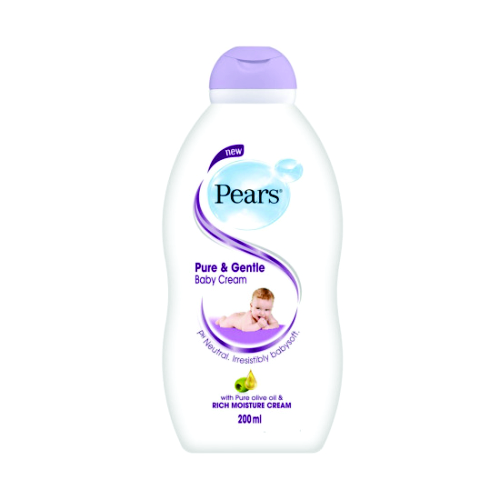 new
Pears®
Pure & Gentle
Baby Cream
pH Neutral. Irresistibly babysoft.
with Pure olive oil &
RICH MOISTURE CREAM
200ml